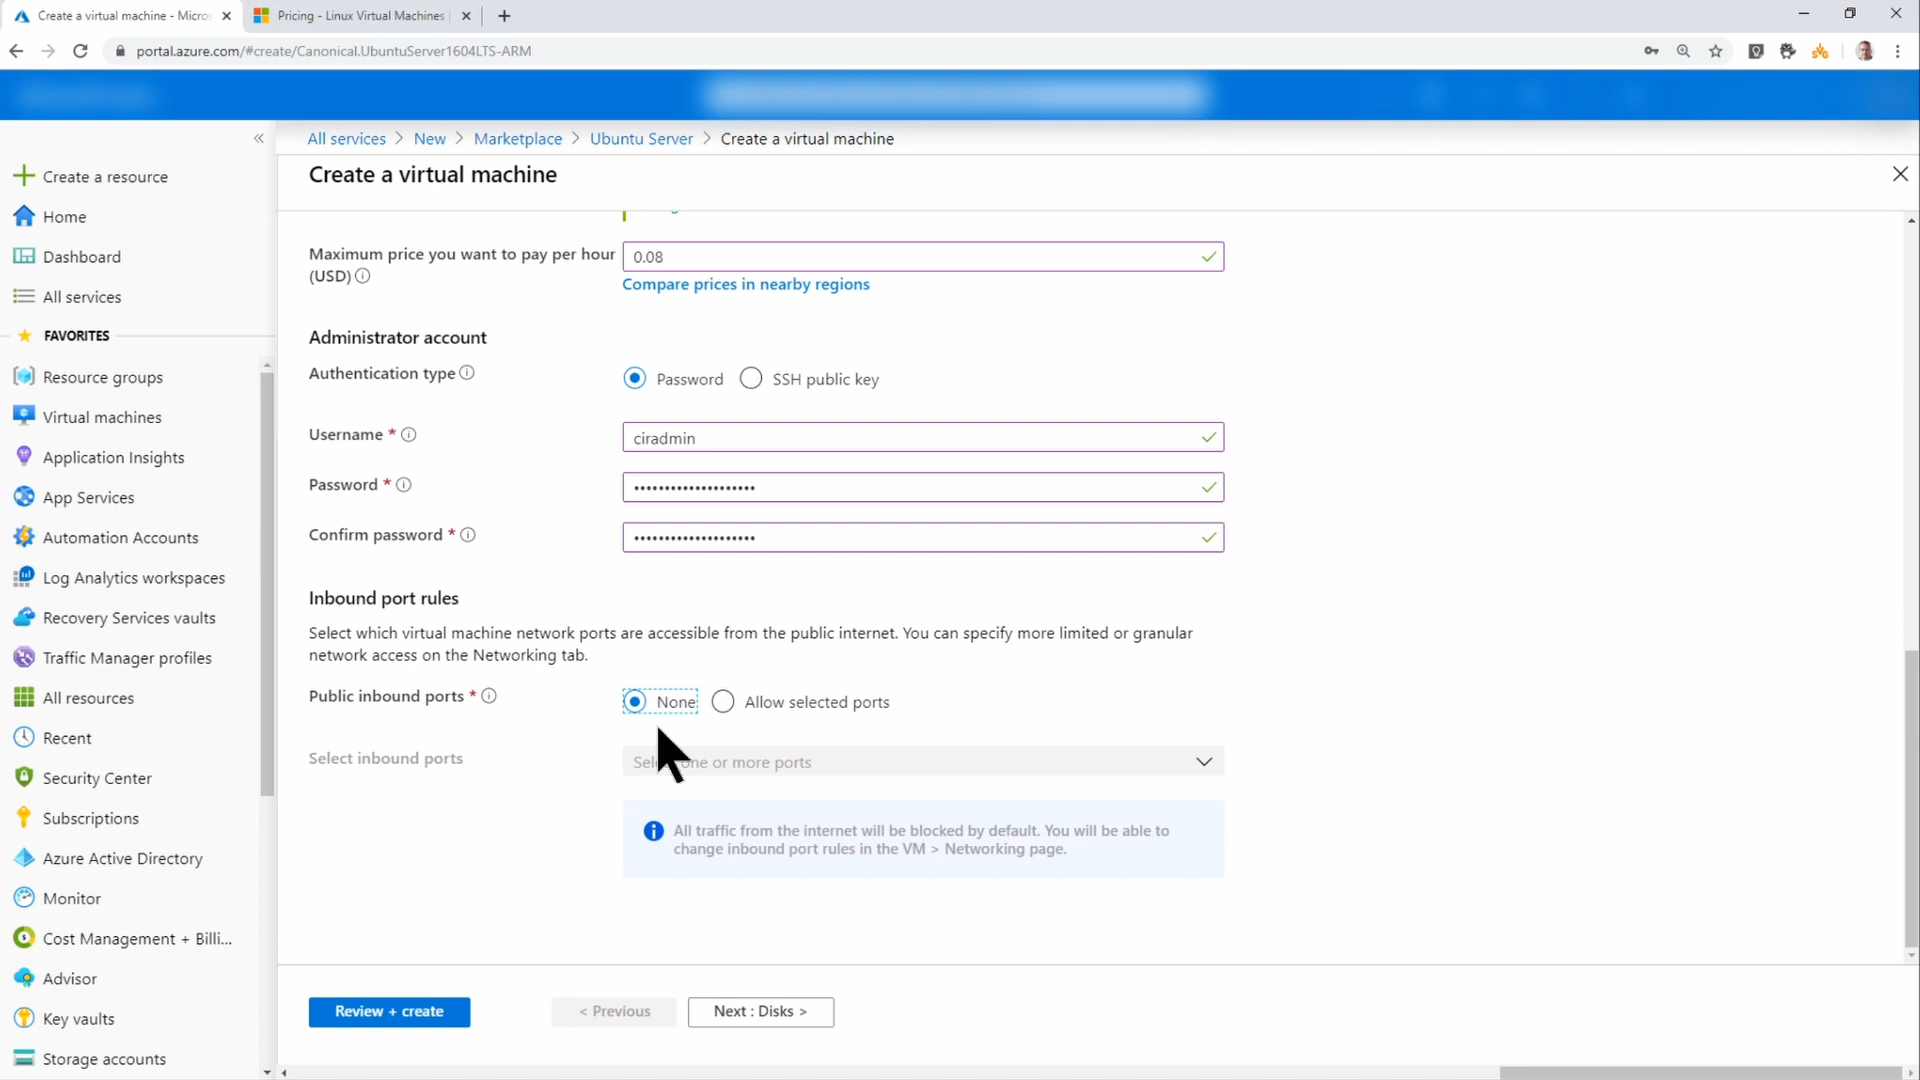 Create a virtual machine - Micros
Pricing - Linux Virtual Machines
portal.azure.com/#create/Canonical.UbuntuServer1604LTS-ARM
All services > New > Marketplace > Ubuntu Server > Create a virtual machine
Create a virtual machine
Create a resource
Home
Dashboard
All services
FAVORITES
Resource groups
Virtual machines
Application Insights
App Services
Automation Accounts
Log Analytics workspaces
Recovery Services vaults
Traffic Manager profiles
All resources
Recent
Security Center
Subscriptions
Azure Active Directory
Monitor
Cost Management + Billi...
Advisor
Key vaults
Storage accounts
Maximum price you want to pay per hour
(USD)
0.08
Compare prices in nearby regions
Administrator account
Authentication type
Password
SSH public key
Username *
ciradmin
Password *
••••••••••••••••••••
Confirm password *
••••••••••••••••••••
Inbound port rules
Select which virtual machine network ports are accessible from the public internet. You can specify more limited or granular
network access on the Networking tab.
Public inbound ports *
None
Allow selected ports
Select inbound ports
one or more ports
All traffic from the internet will be blocked by default. You will be able to
change inbound port rules in the VM > Networking page.
Review + create
< Previous
Next : Disks >